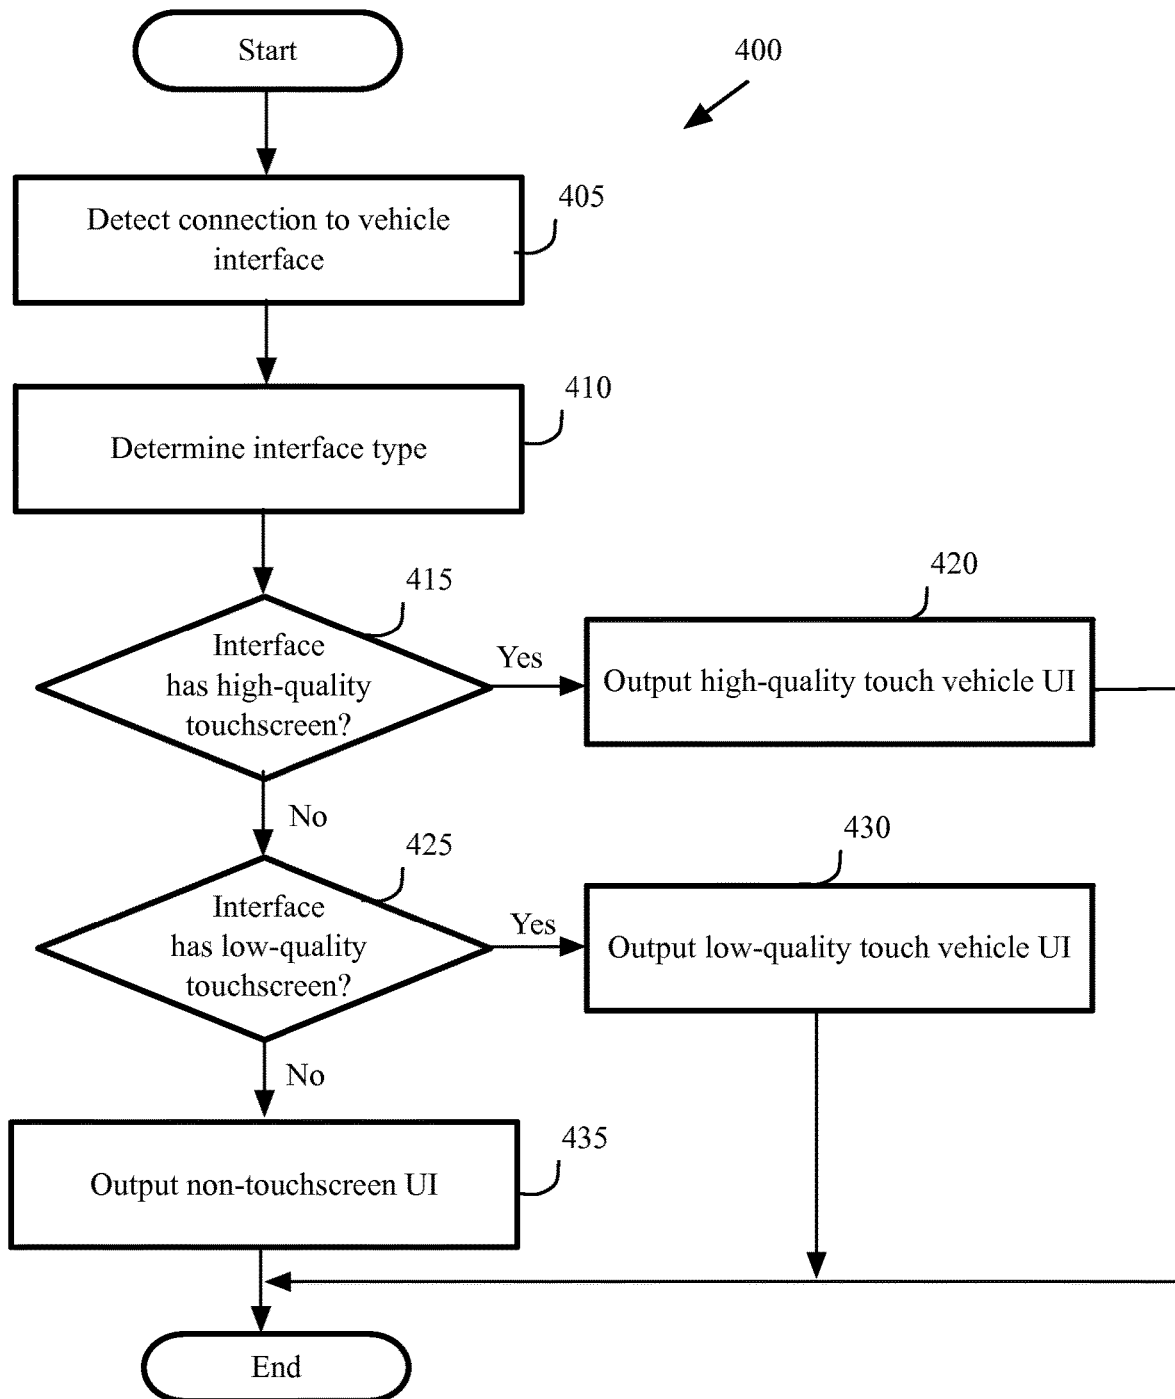 Start
400
405
Detect connection to vehicle
interface
410
Determine interface type
415
420
Interface
has high-quality
touchscreen?
Yes
Output high-quality touch vehicle UI
No
425
430
Interface
has low-quality
touchscreen?
Yes
Output low-quality touch vehicle UI
No
435
Output non-touchscreen UI
End